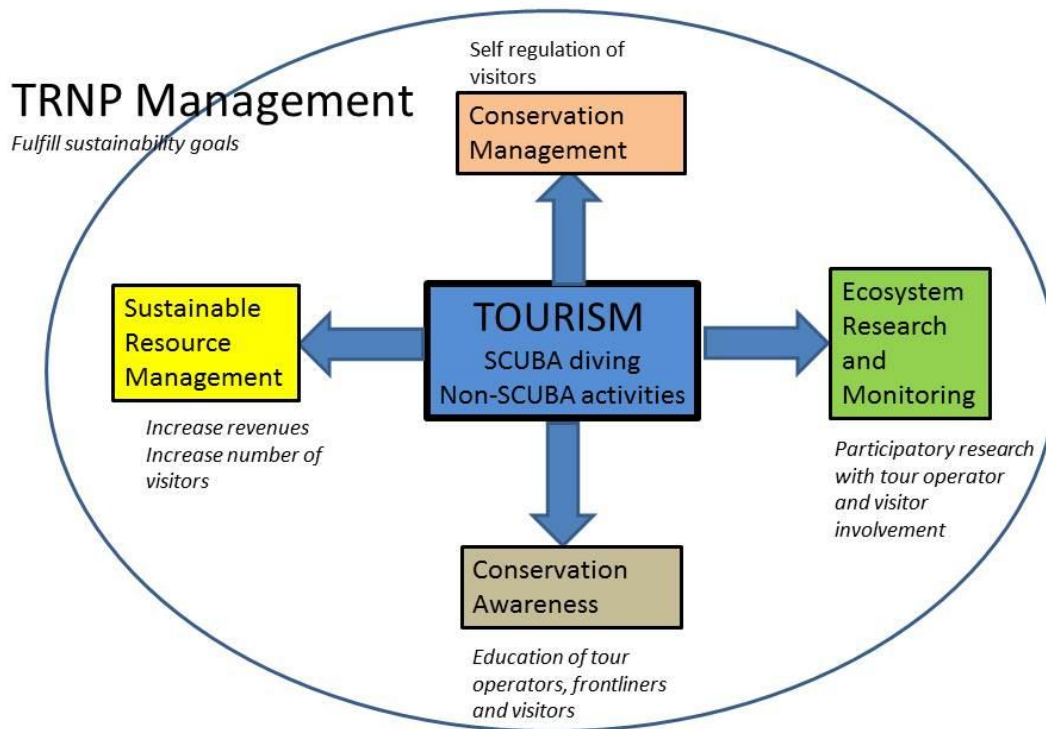 Self regulation of
visitors
TRNP Management
Fulfill sustainability goals
Conservation
Management
Sustainable
Resource
Management
Increase revenues
Increase number of
visitors
TOURISM
SCUBA diving
Non-SCUBA activities
Ecosystem
Research
and
Monitoring
Participatory research
with tour operator
and visitor
involvement
Conservation
Awareness
Education of tour
operators, frontliners
and visitors